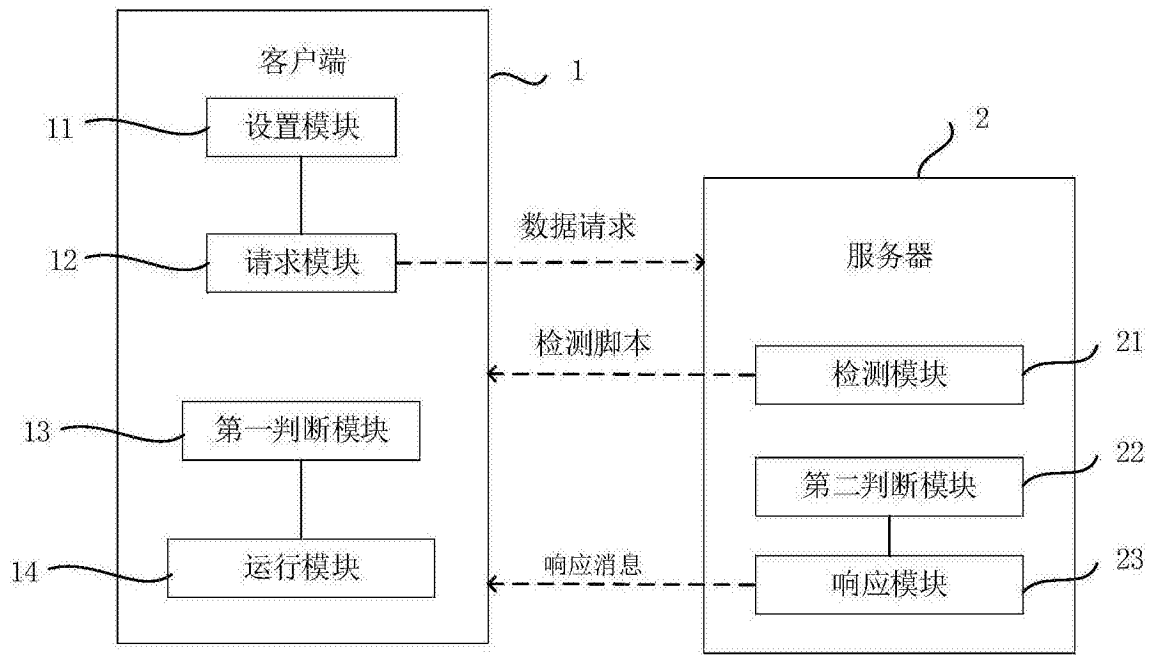 客户端
1
11
设置模块
2
数据请求
12
请求模块
服务器
检测脚本
21
检测模块
13
第一判断模块
22
第二判断模块
14
运行模块
响应消息
响应模块
23